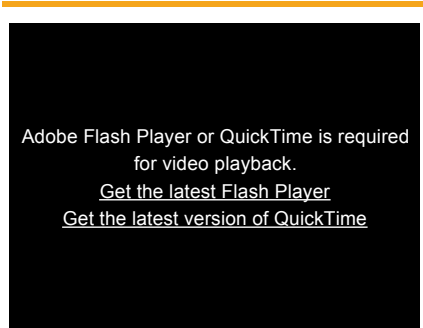 Adobe Flash Player or QuickTime is required
for video playback.
Get the latest Flash Player
Get the latest version of QuickTime